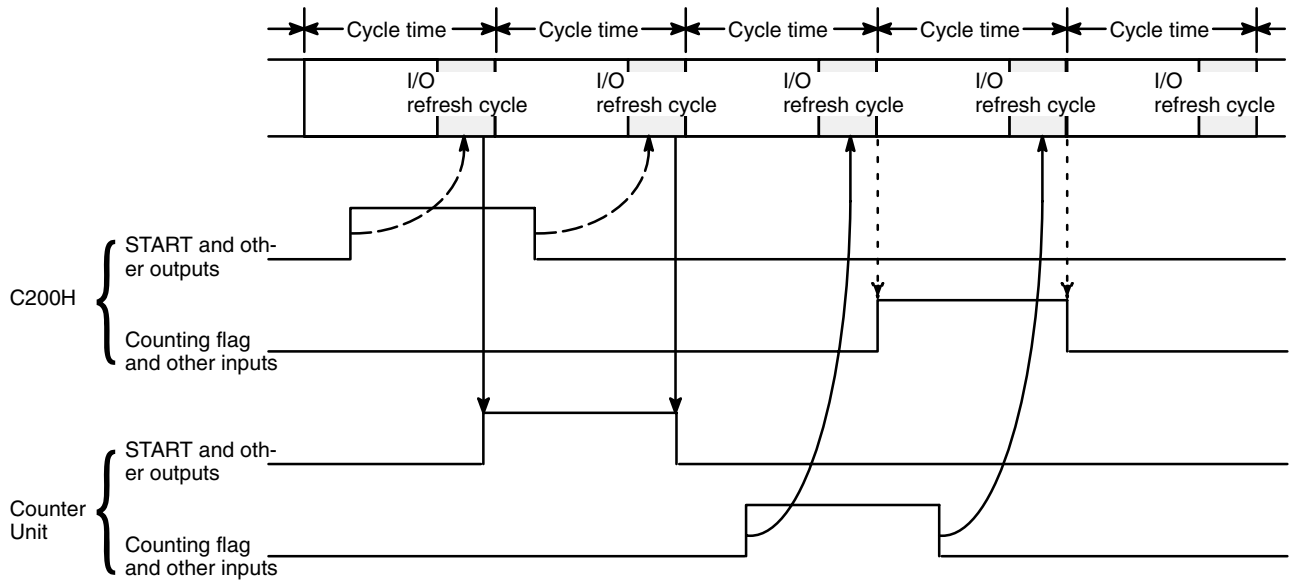 Cycle time Cycle time Cycle time Cycle time Cycle time
I/O I/O I/O I/O I/O
refresh cycle refresh cycle refresh cycle refresh cycle refresh cycle
START and oth-
er outputs
C200H
Counting flag
and other inputs
START and oth-
er outputs
Counter
Unit
Counting flag
and other inputs